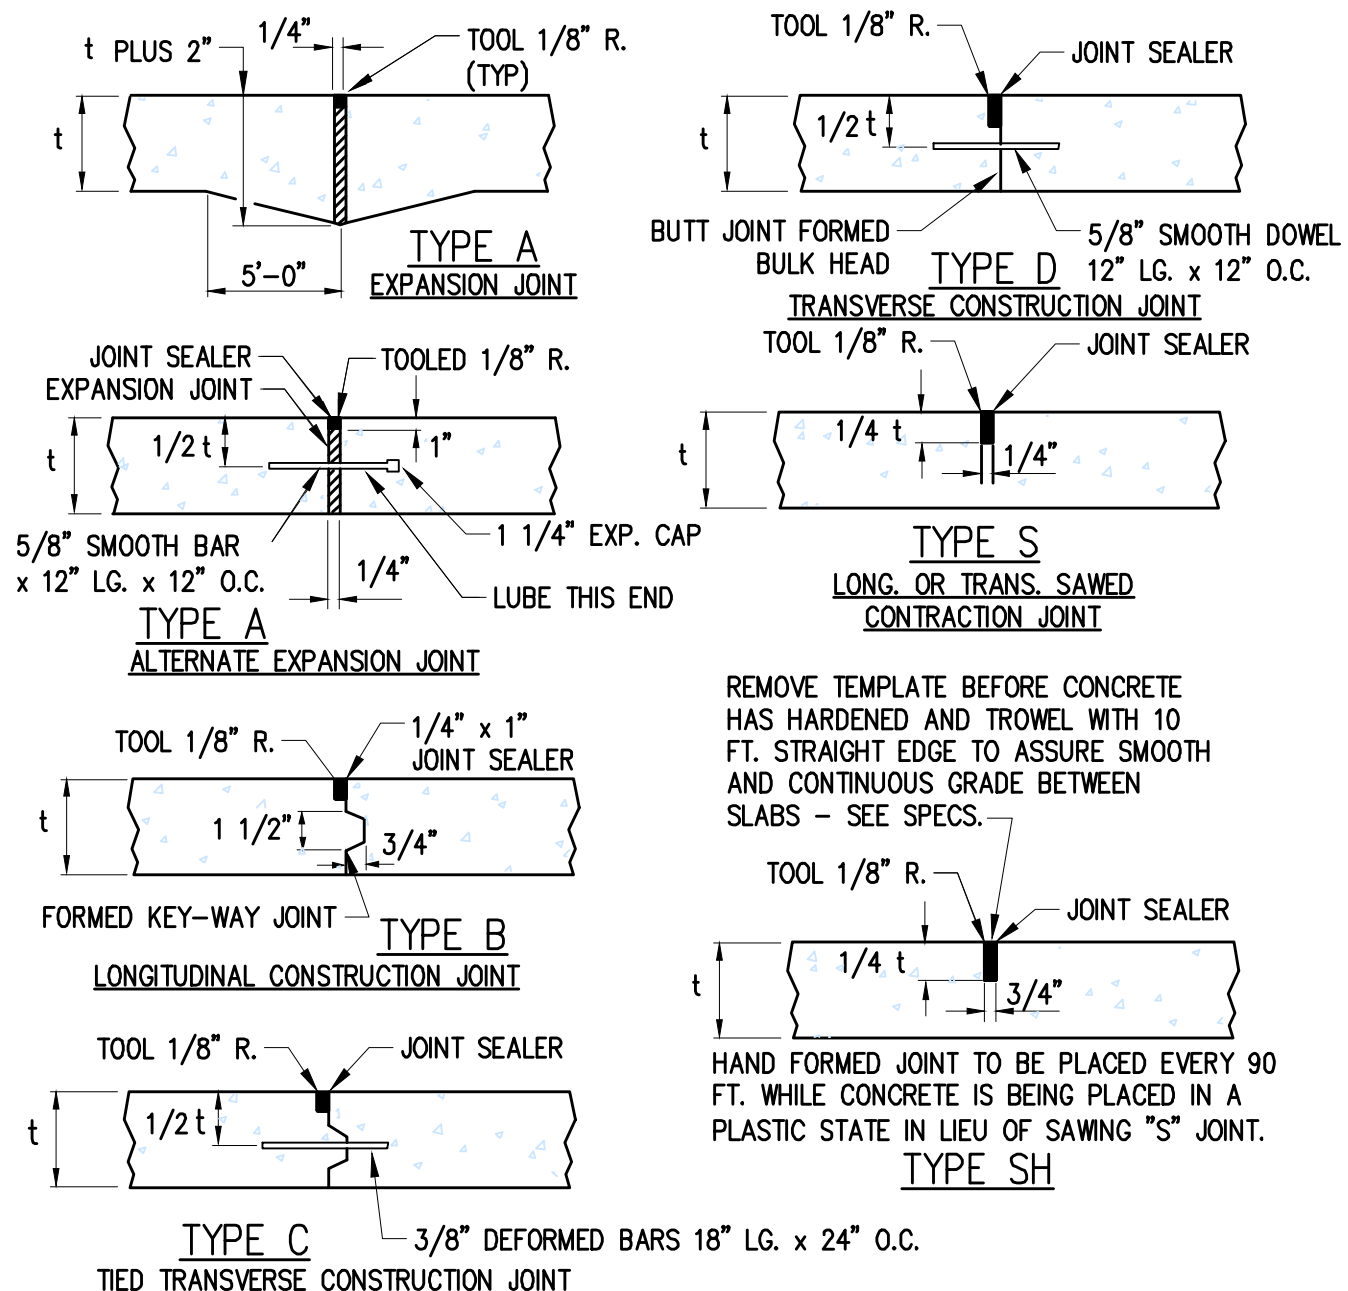 1/4"
t PLUS 2"
TOOL 1/8" R.
(TYP)
t
5'-0"
TYPE A
EXPANSION JOINT
JOINT SEALER
EXPANSION JOINT
TOOLED 1/8" R.
1/2 t
1"
t
5/8" SMOOTH BAR
x 12" LG. x 12" O.C.
1 1/4" EXP. CAP
1/4"
LUBE THIS END
TYPE A
ALTERNATE EXPANSION JOINT
TOOL 1/8" R.
1/4" x 1"
JOINT SEALER
t
1 1/2"
3/4"
FORMED KEY-WAY JOINT
TYPE B
LONGITUDINAL CONSTRUCTION JOINT
TOOL 1/8" R.
JOINT SEALER
1/2 t
t
3/8" DEFORMED BARS 18" LG. x 24" O.C.
TYPE C
TIED TRANSVERSE CONSTRUCTION JOINT
TOOL 1/8" R.
JOINT SEALER
1/2 t
t
BUTT JOINT FORMED
BULK HEAD
5/8" SMOOTH DOWEL
12" LG. x 12" O.C.
TYPE D
TRANSVERSE CONSTRUCTION JOINT
TOOL 1/8" R.
JOINT SEALER
1/4 t
t
1/4"
TYPE S
LONG. OR TRANS. SAWED
CONTRACTION JOINT
REMOVE TEMPLATE BEFORE CONCRETE
HAS HARDENED AND TROWEL WITH 10
FT. STRAIGHT EDGE TO ASSURE SMOOTH
AND CONTINUOUS GRADE BETWEEN
SLABS - SEE SPECS.
TOOL 1/8" R.
JOINT SEALER
1/4 t
t
3/4"
HAND FORMED JOINT TO BE PLACED EVERY 90
FT. WHILE CONCRETE IS BEING PLACED IN A
PLASTIC STATE IN LIEU OF SAWING "S" JOINT.
TYPE SH